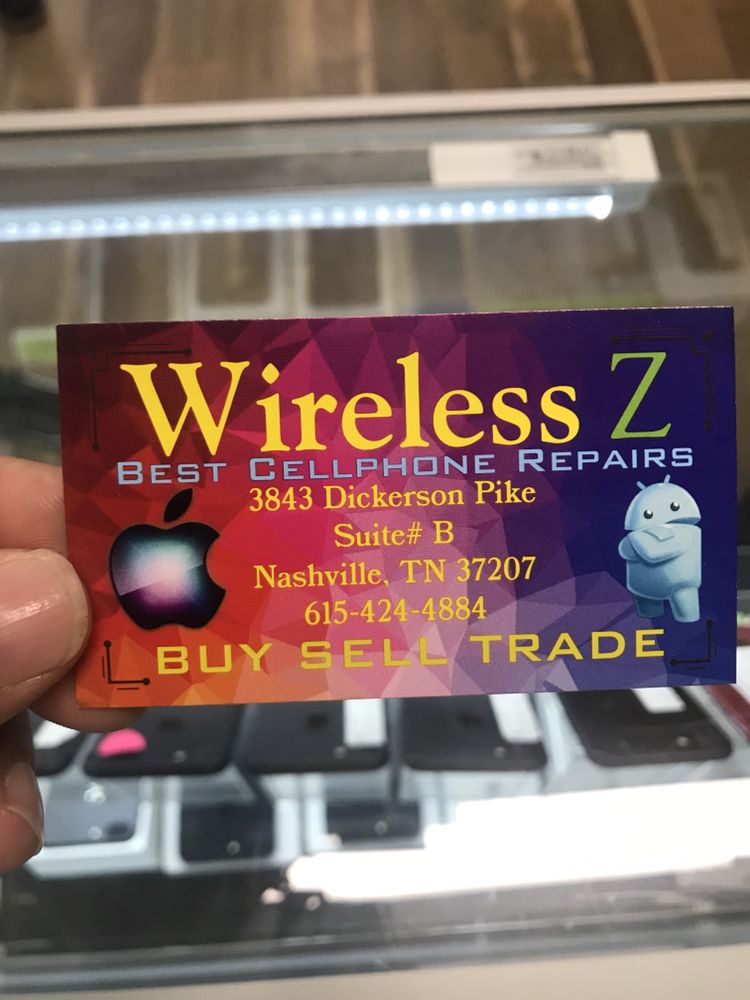 Wireless Z
BEST CELLPHONE REPAIRS
3843 Dickerson Pike
Suite# B
Nashville, TN 37207
615-424-4884
BUY SELL TRADE